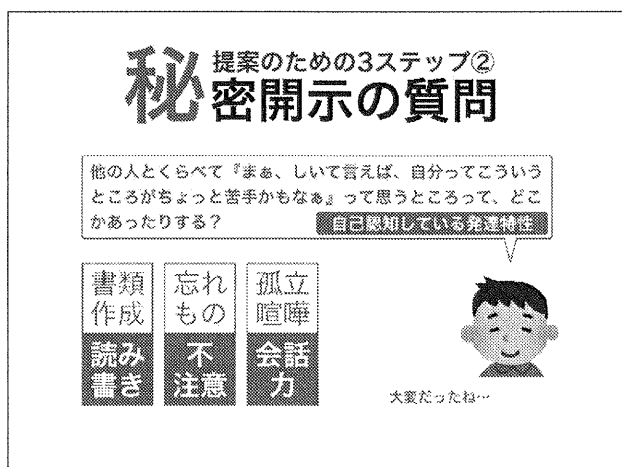 提案のための3ステップ②
秘密開示の質問
他の人とくらべて『まぁ、しいて言えば、自分ってこういう
ところがちょっと苦手かもなぁ』って思うところって、どこ
かあったりする?
自己認知している発達特性
書類
作成
読み
書き
忘れ
もの
不
注意
孤立
喧嘩
会話
力
大変だったね…